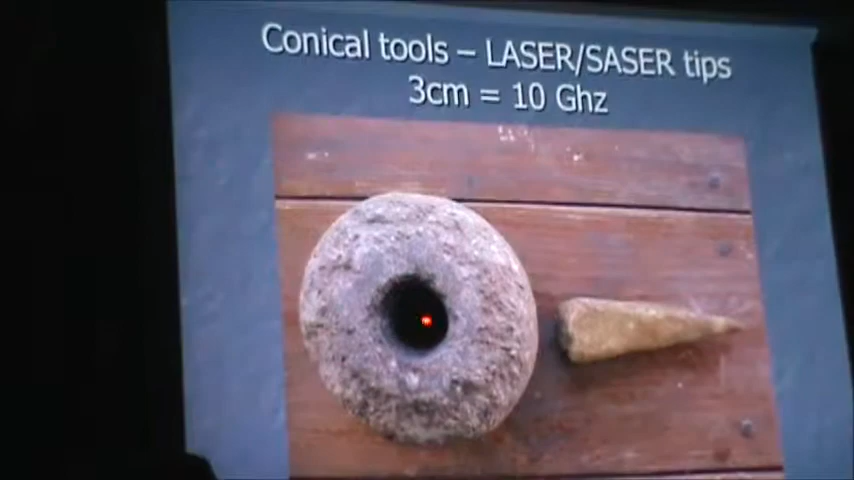 Conical tools – LASER/SASER tips
3cm = 10 Ghz